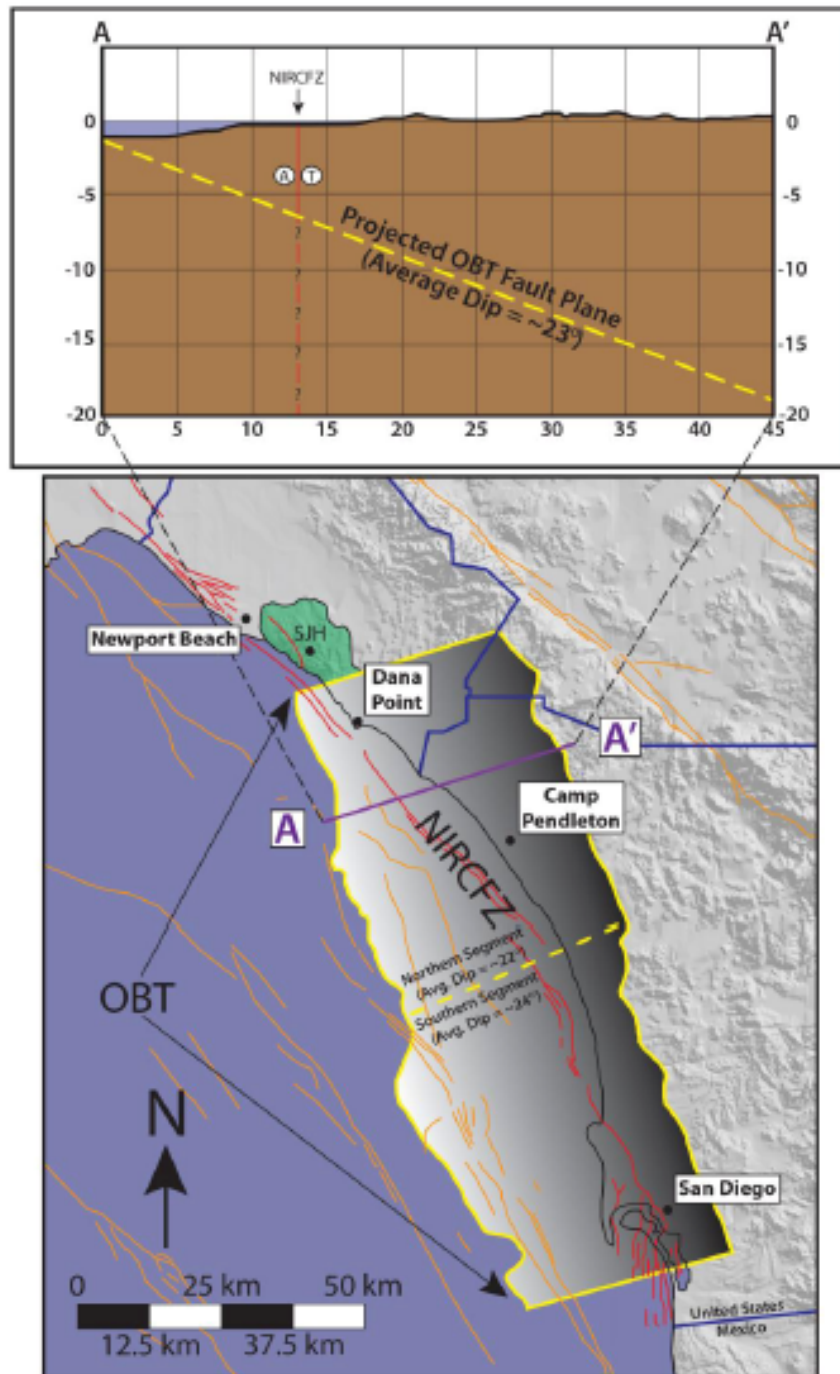 A A'
NIRCFZ
0 0
A T
-5 -5
Projected OBT Fault Plane
(Average Dip = ~23°)
-10 -10
-15 -15
-20 -20
?
?
?
?
?
?
0 5 10 15 20 25 30 35 40 45
Newport Beach
SJH
Dana
Point
A'
A
Camp
Pendleton
NIRCFZ
Northern Segment
(Avg. Dip = ~22°)
Southern Segment
(Avg. Dip = ~24°)
OBT
N
San Diego
0 25 km 50 km
12.5 km 37.5 km
United States
México